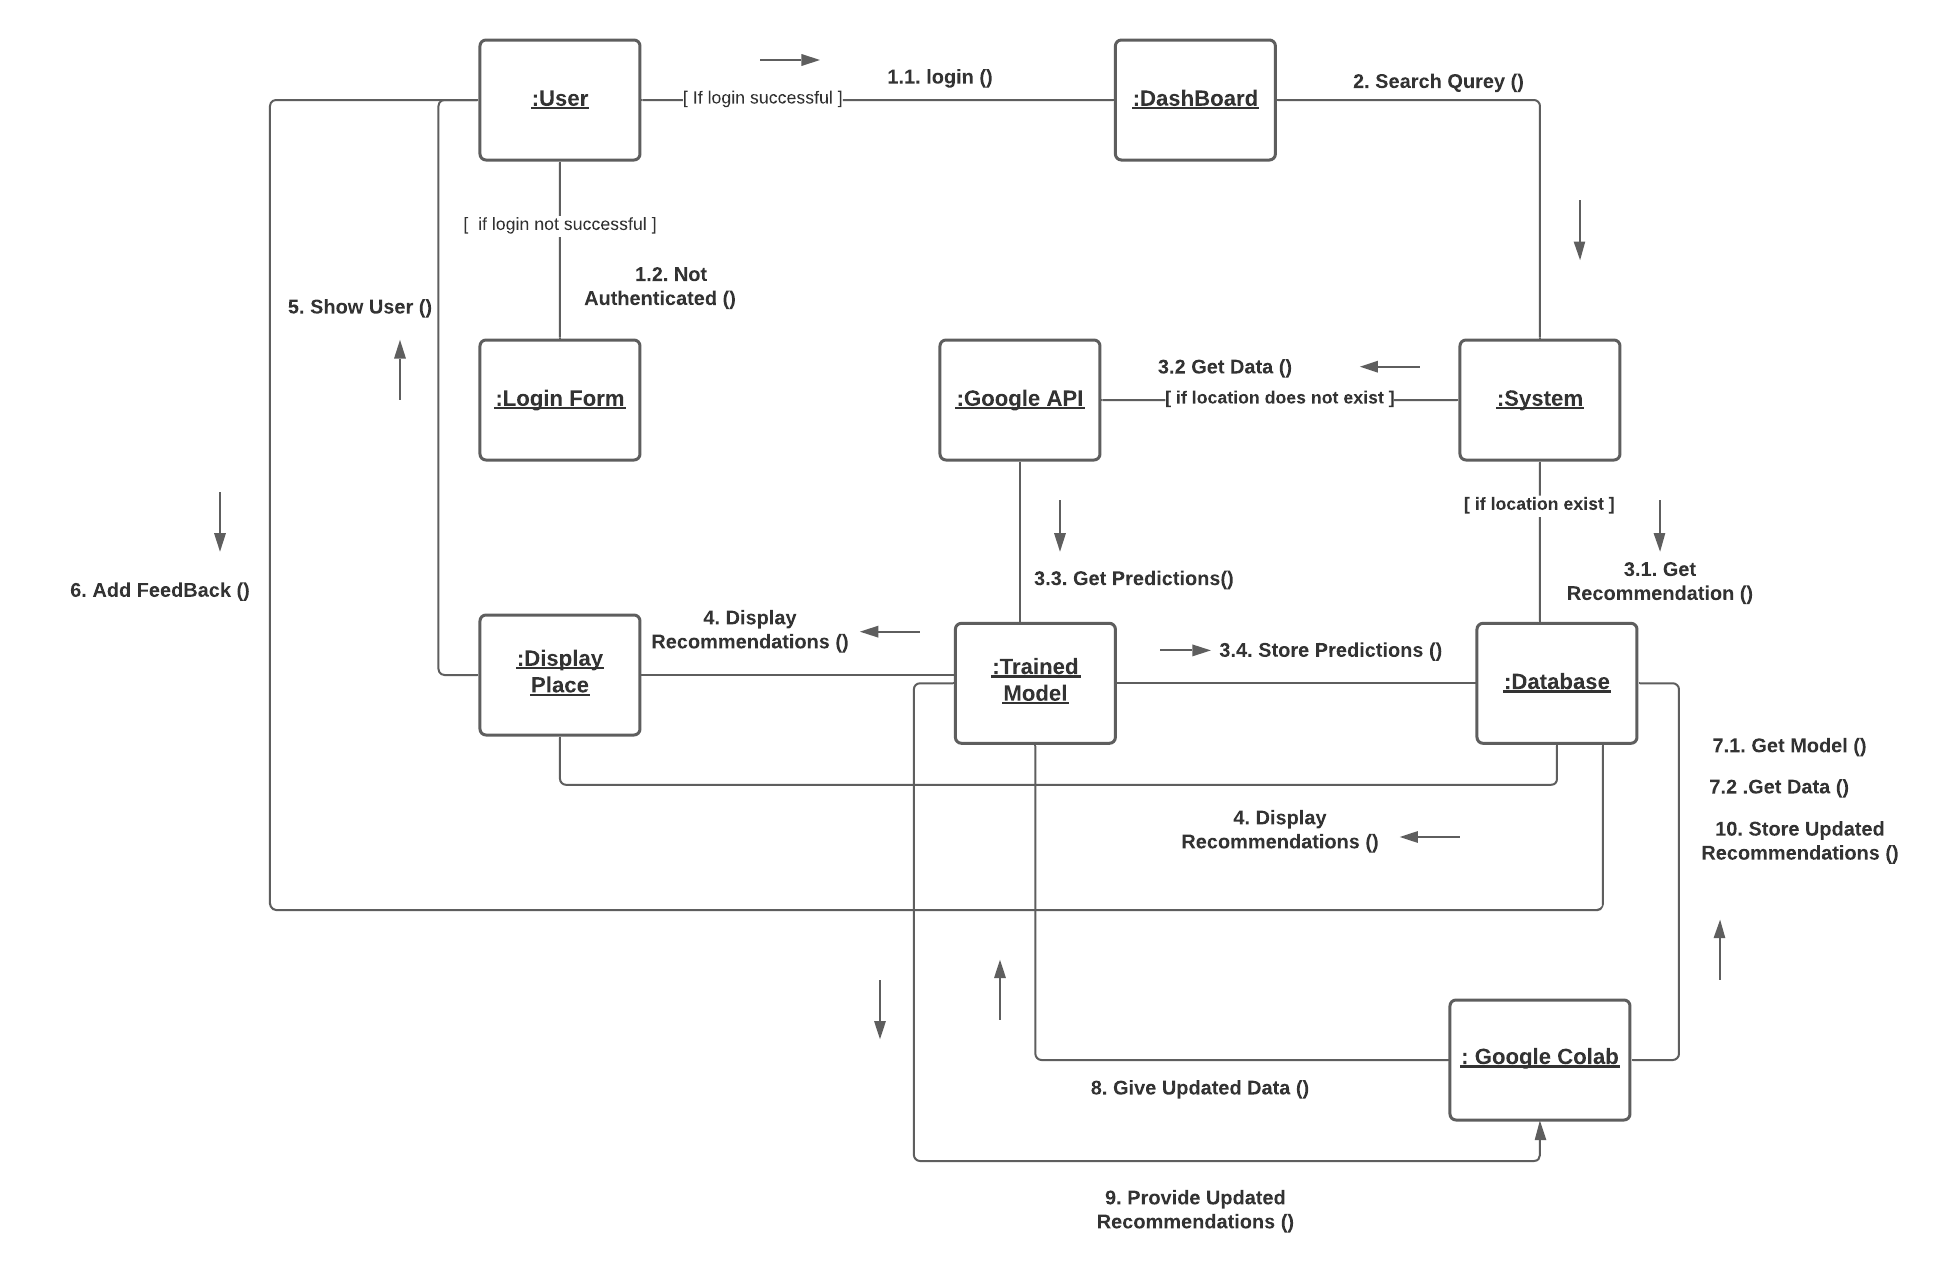 :User
[ If login successful ]
1.1. login ()
:DashBoard
2. Search Qurey ()
[  if login not successful ]
1.2. Not
Authenticated ()
5. Show User ()
:Login Form
:Google API
3.2 Get Data ()
[ if location does not exist ]
:System
[ if location exist ]
3.1. Get
Recommendation ()
3.3. Get Predictions()
6. Add FeedBack ()
:Display
Place
4. Display
Recommendations ()
:Trained
Model
3.4. Store Predictions ()
:Database
7.1. Get Model ()
7.2 .Get Data ()
10. Store Updated
Recommendations ()
4. Display
Recommendations ()
: Google Colab
8. Give Updated Data ()
9. Provide Updated
Recommendations ()